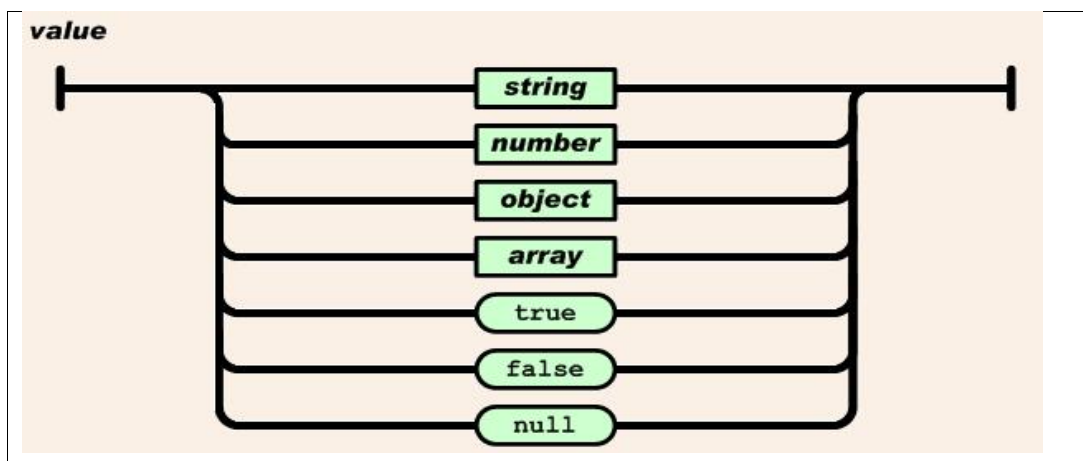 value
string
number
object
array
true
false
null